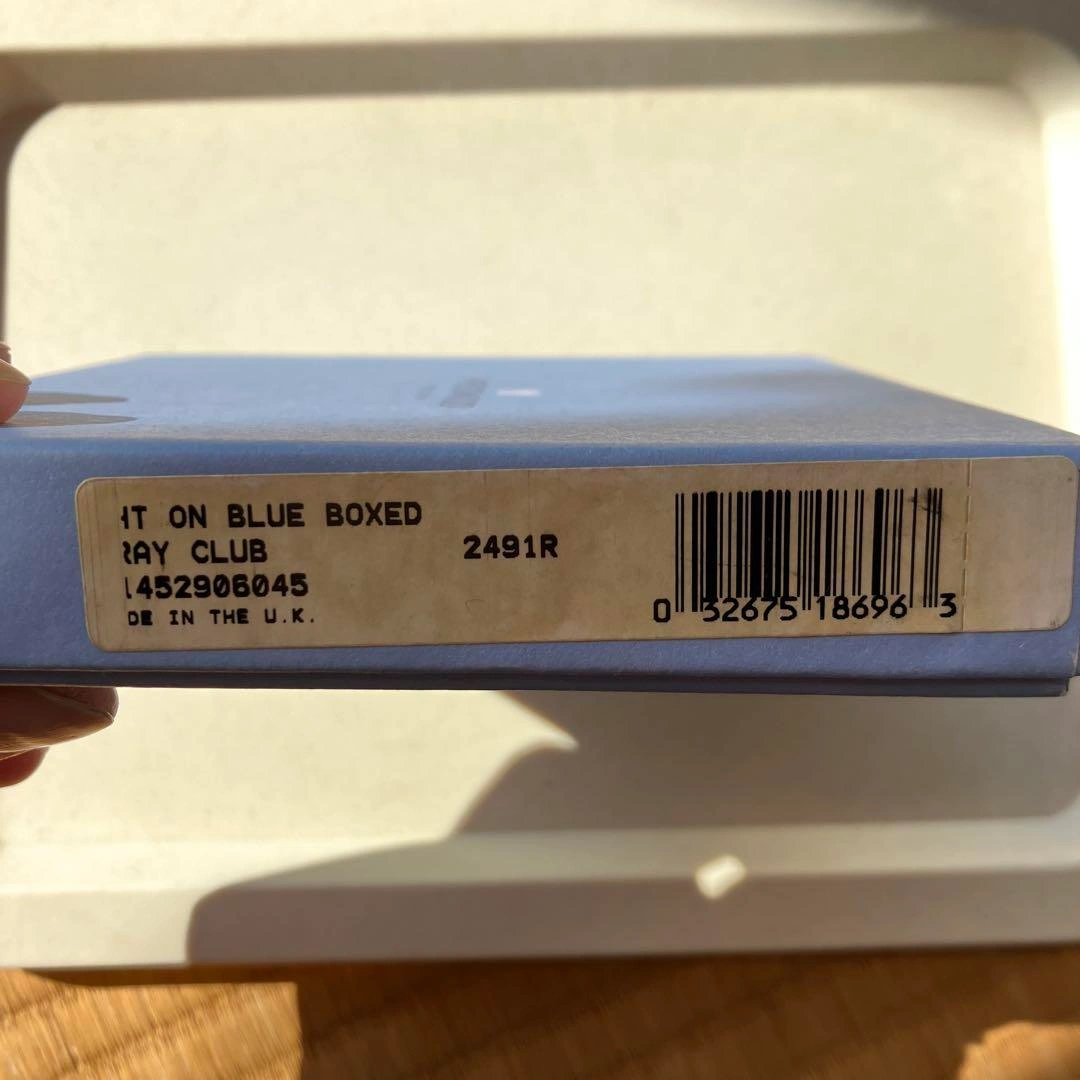 HT ON BLUE BOXED
RAY CLUB
2491R
1452906045
DE IN THE U.K.
0 32675 18696 3